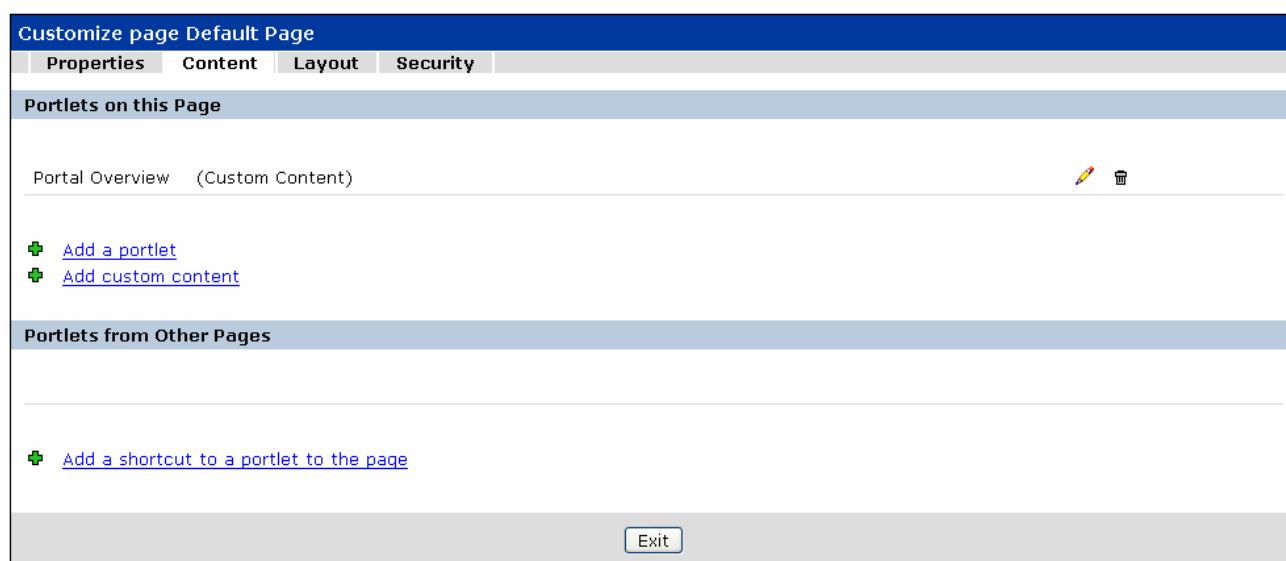 Customize page Default Page
Properties Content Layout Security
Portlets on this Page
Portal Overview (Custom Content)
Add a portlet
Add custom content
Portlets from Other Pages
Add a shortcut to a portlet to the page
Exit